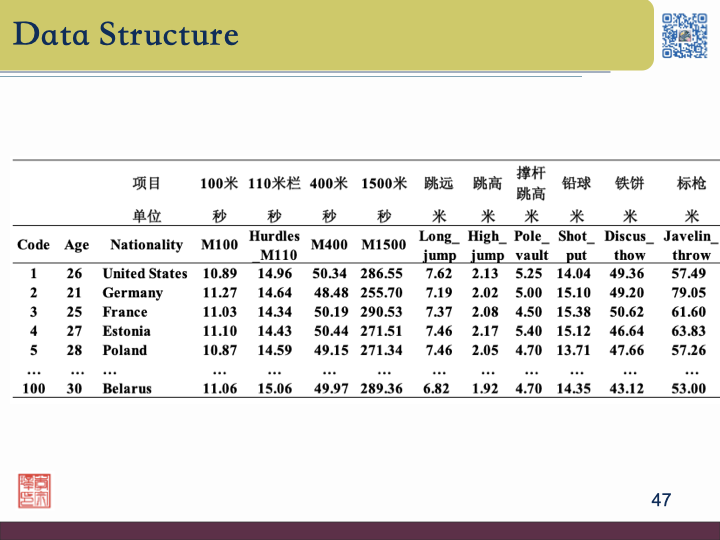 Data Structure
项目 100米 110米栏 400米 1500米 跳远 跳高 撑杆跳高 铅球 铁饼 标枪
单位 秒 秒 秒 秒 米 米 米 米 米 米
Code Age Nationality M100 Hurdles_M110 M400 M1500 Long_jump High_jump Pole_vault Shot_put Discus_thow Javelin_throw
1 26 United States 10.89 14.96 50.34 286.55 7.62 2.13 5.25 14.04 49.36 57.49
2 21 Germany 11.27 14.64 48.48 255.70 7.19 2.02 5.00 15.10 49.20 79.05
3 25 France 11.03 14.34 50.19 290.53 7.37 2.08 4.50 15.38 50.62 61.60
4 27 Estonia 11.10 14.43 50.44 271.51 7.46 2.17 5.40 15.12 46.64 63.83
5 28 Poland 10.87 14.59 49.15 271.34 7.46 2.05 4.70 13.71 47.66 57.26
… … … … … … … … … … … … …
100 30 Belarus 11.06 15.06 49.97 289.36 6.82 1.92 4.70 14.35 43.12 53.00
47